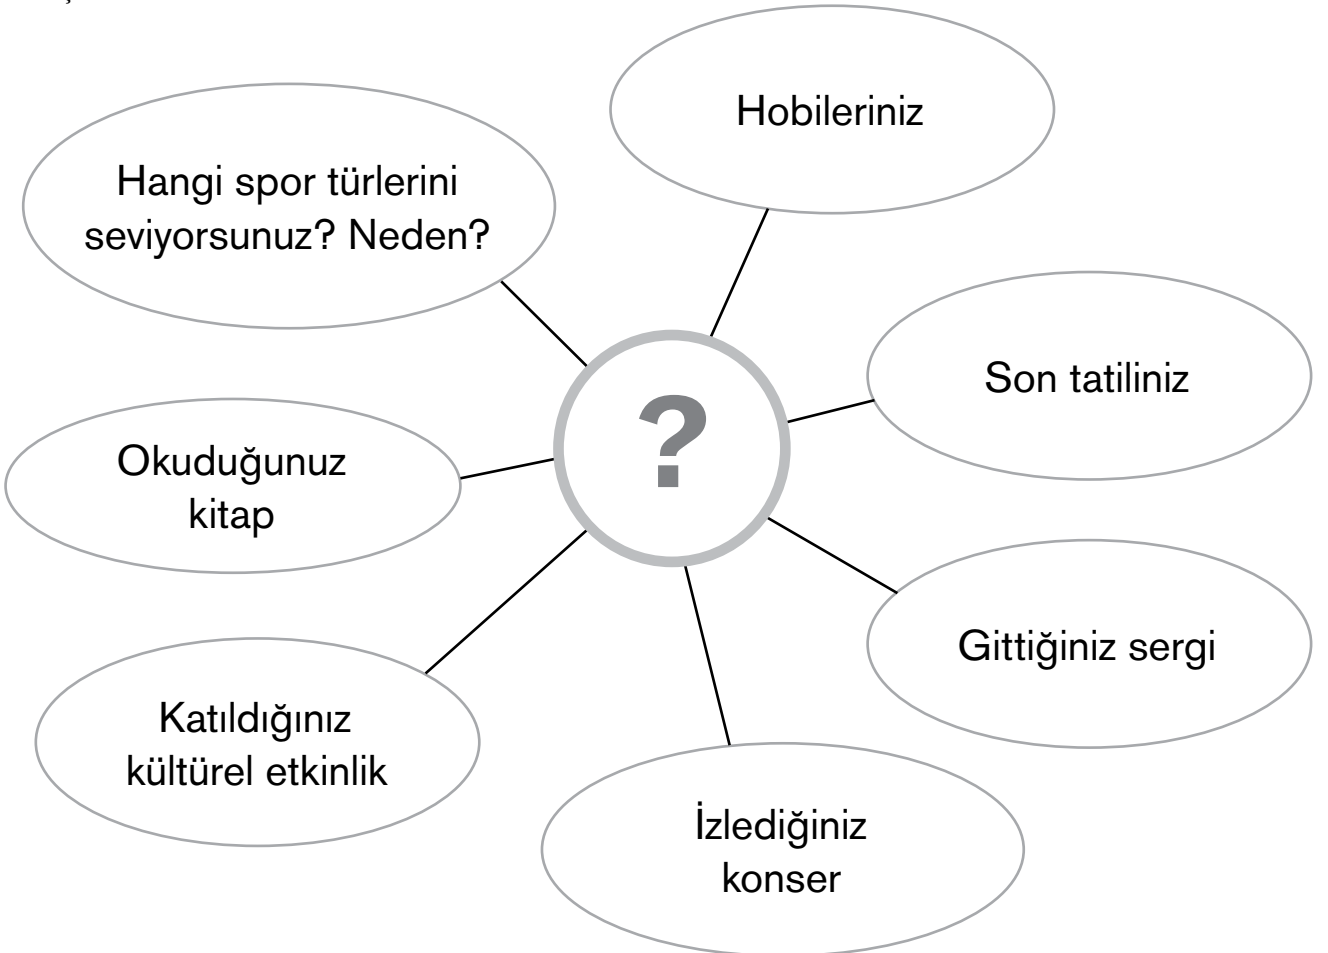 Hobileriniz
Hangi spor türlerini
seviyorsunuz? Neden?
Son tatiliniz
?
Okuduğunuz
kitap
Gittiğiniz sergi
Katıldığınız
kültürel etkinlik
İzlediğiniz
konser